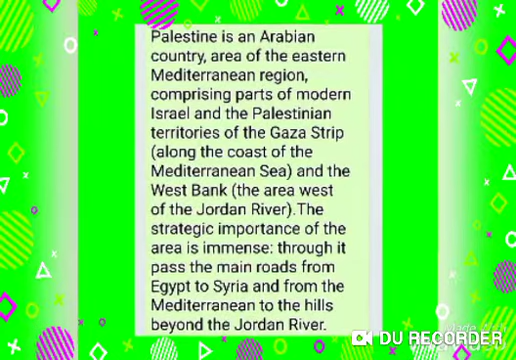 Palestine is an Arabian
country, area of the eastern
Mediterranean region,
comprising parts of modern
Israel and the Palestinian
territories of the Gaza Strip
(along the coast of the
Mediterranean Sea) and the
West Bank (the area west
of the Jordan River).The
strategic importance of the
area is immense: through it
pass the main roads from
Egypt to Syria and from the
Mediterranean to the hills
beyond the Jordan River.
DU RECORDER